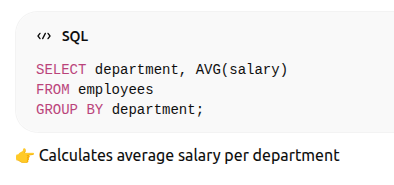 </> SQL
SELECT department, AVG(salary)
FROM employees
GROUP BY department;
👉 Calculates average salary per department